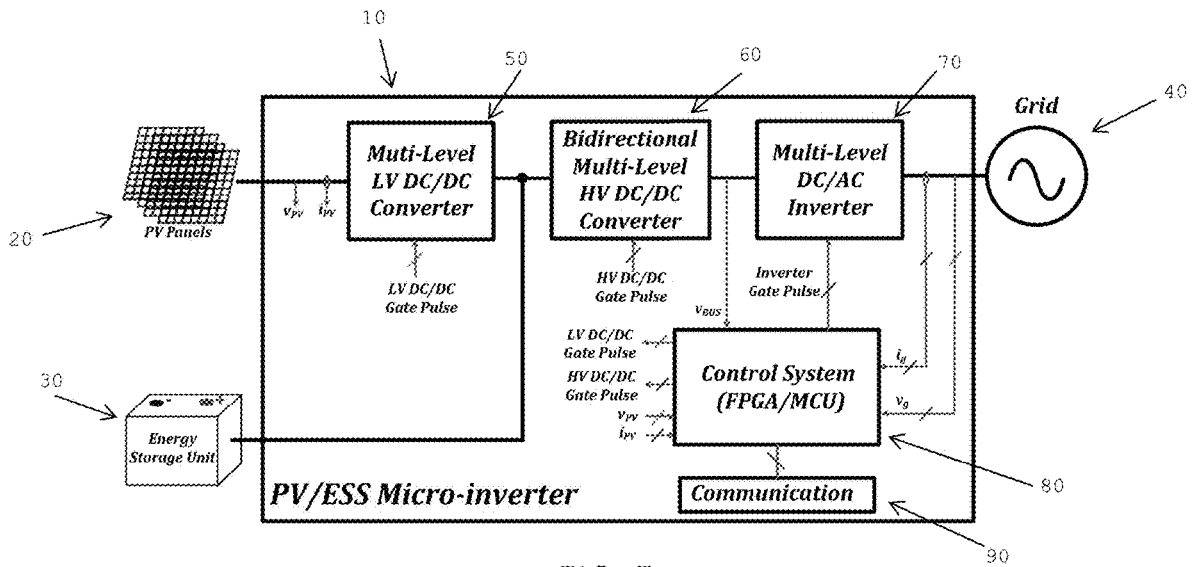 10
50
60
70
40
Grid
Muti-Level
LV DC/DC
Converter
Bidirectional
Multi-Level
HV DC/DC
Converter
Multi-Level
DC/AC
Inverter
vPV
iPV
20
PV Panels
LV DC/DC
Gate Pulse
HV DC/DC
Gate Pulse
Inverter
Gate Pulse
vBUS
LV DC/DC
Gate Pulse
HV DC/DC
Gate Pulse
vPV
iPV
Control System
(FPGA/MCU)
ig
vg
30
Energy
Storage Unit
PV/ESS Micro-inverter
Communication
80
90